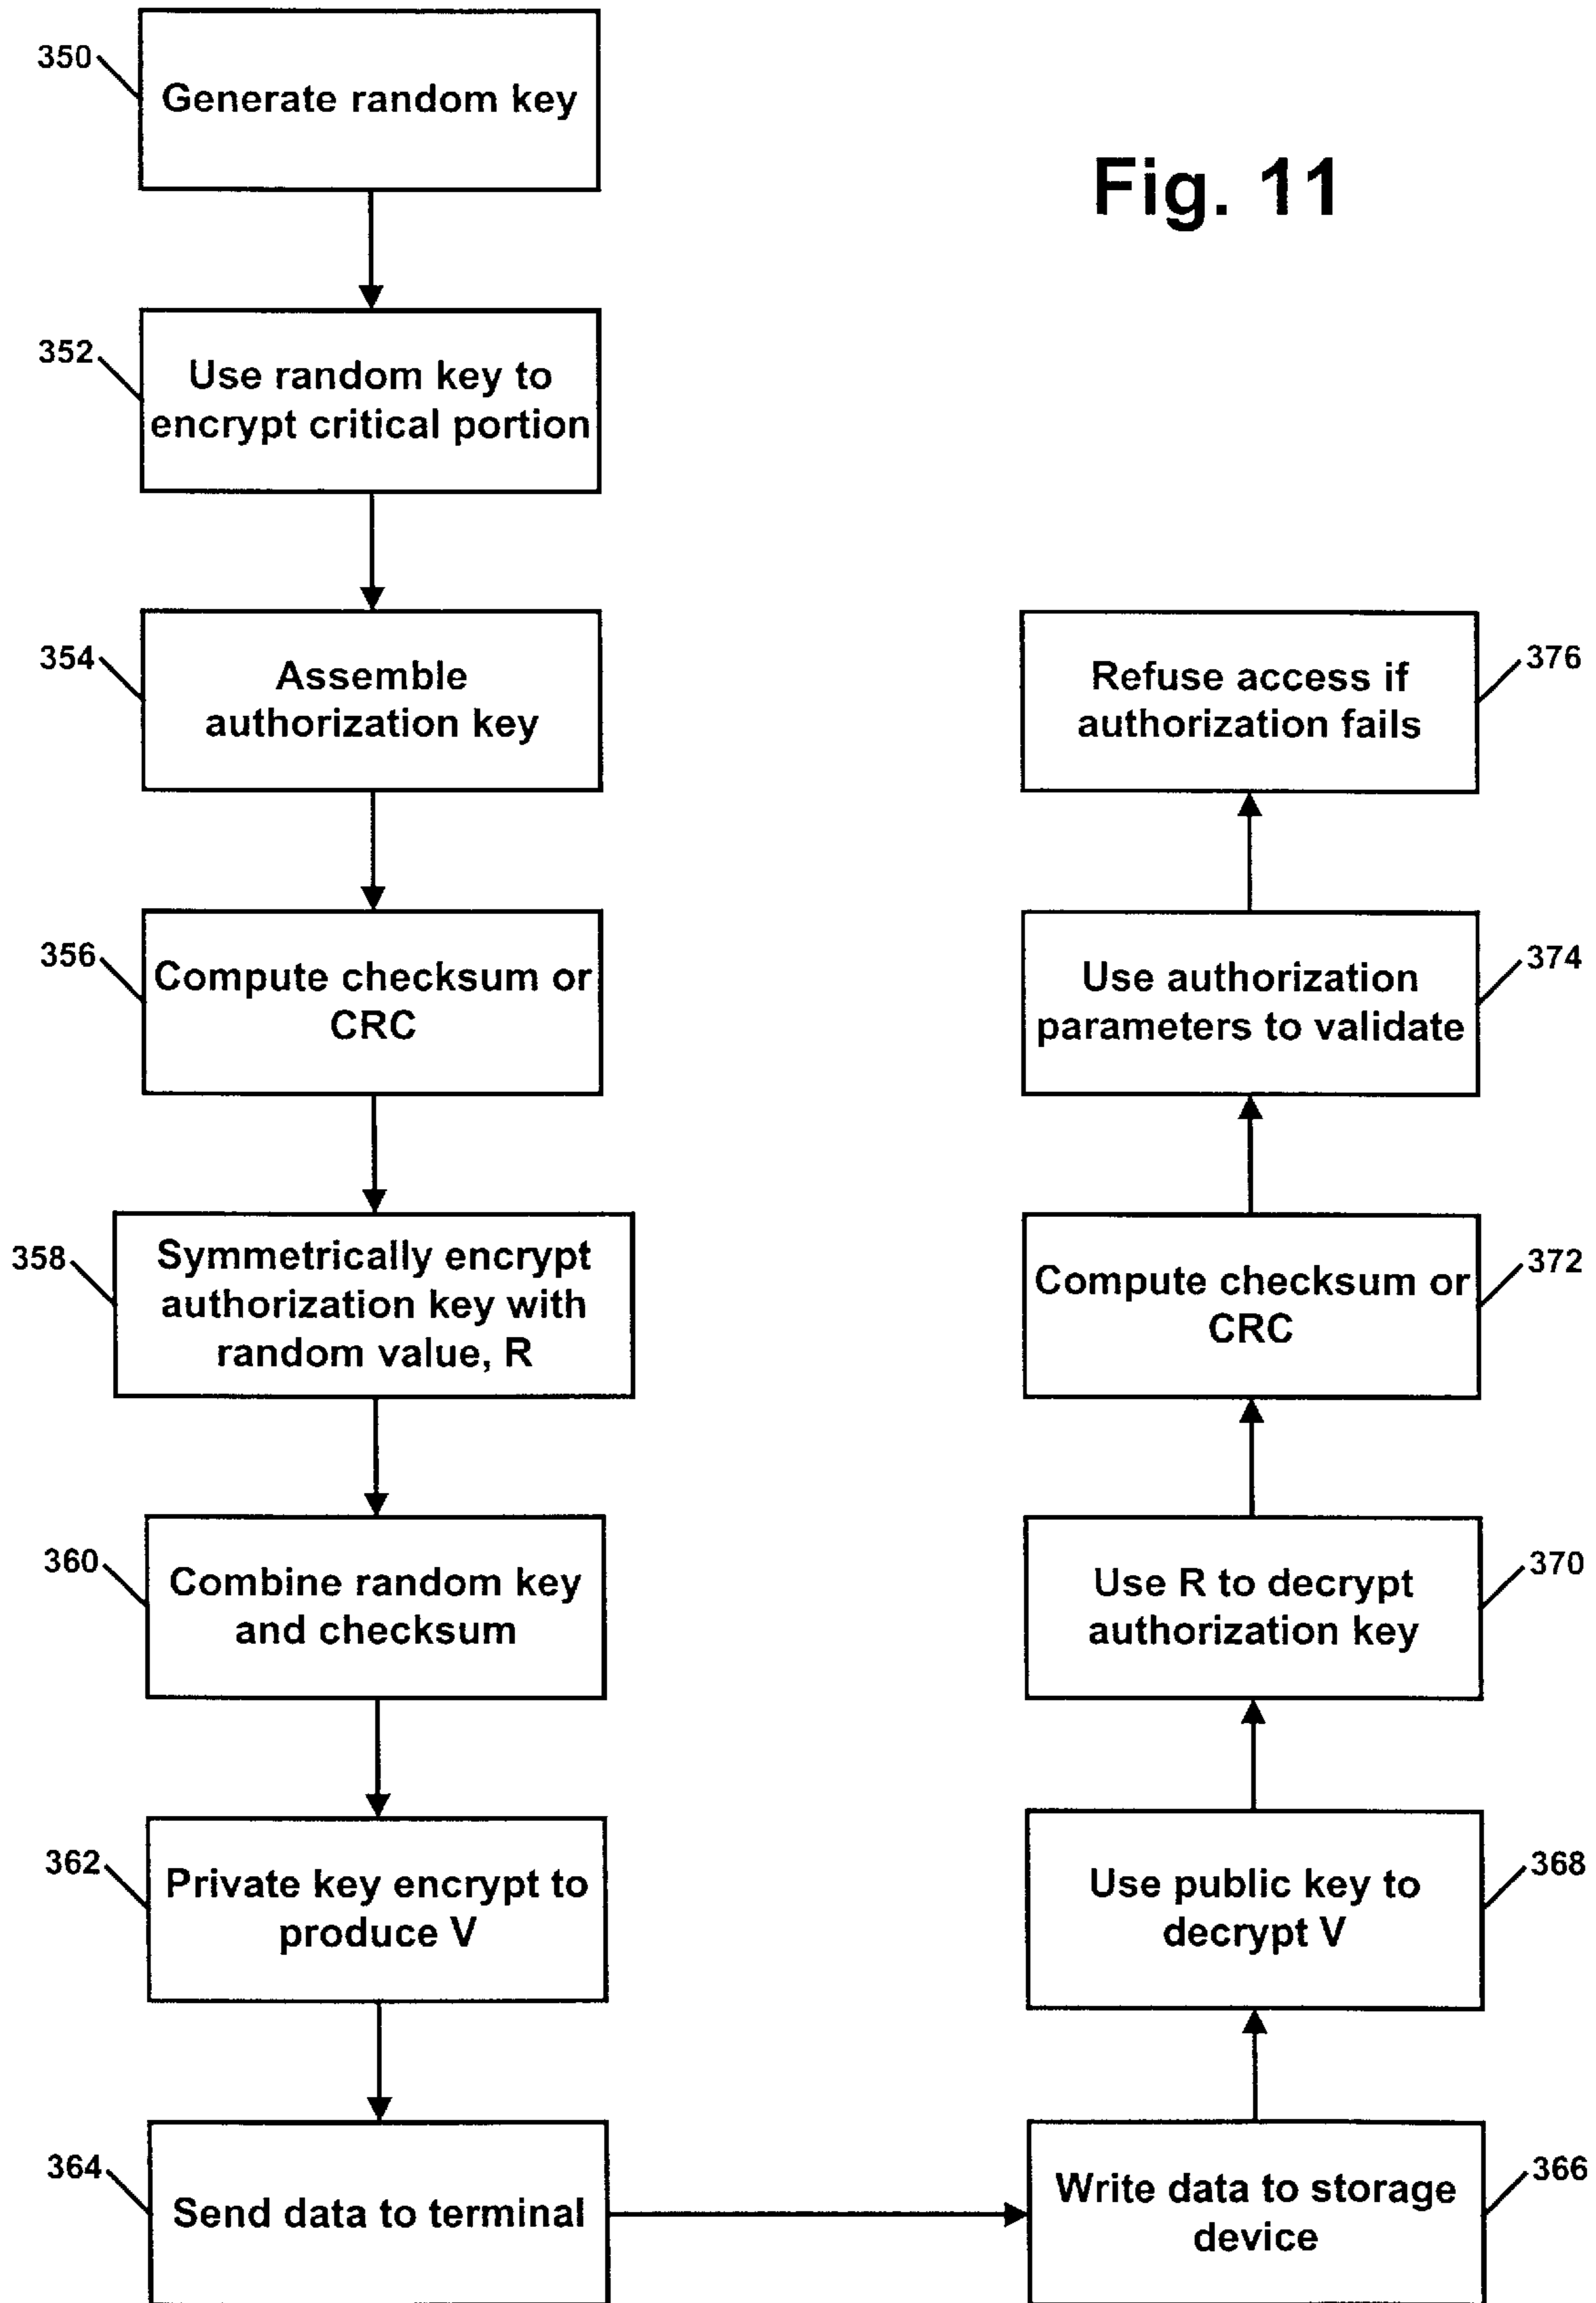 Fig. 11
350
Generate random key
352
Use random key to
encrypt critical portion
354
Assemble
authorization key
356
Compute checksum or
CRC
358
Symmetrically encrypt
authorization key with
random value, R
360
Combine random key
and checksum
362
Private key encrypt to
produce V
364
Send data to terminal
366
Write data to storage
device
368
Use public key to
decrypt V
370
Use R to decrypt
authorization key
372
Compute checksum or
CRC
374
Use authorization
parameters to validate
376
Refuse access if
authorization fails